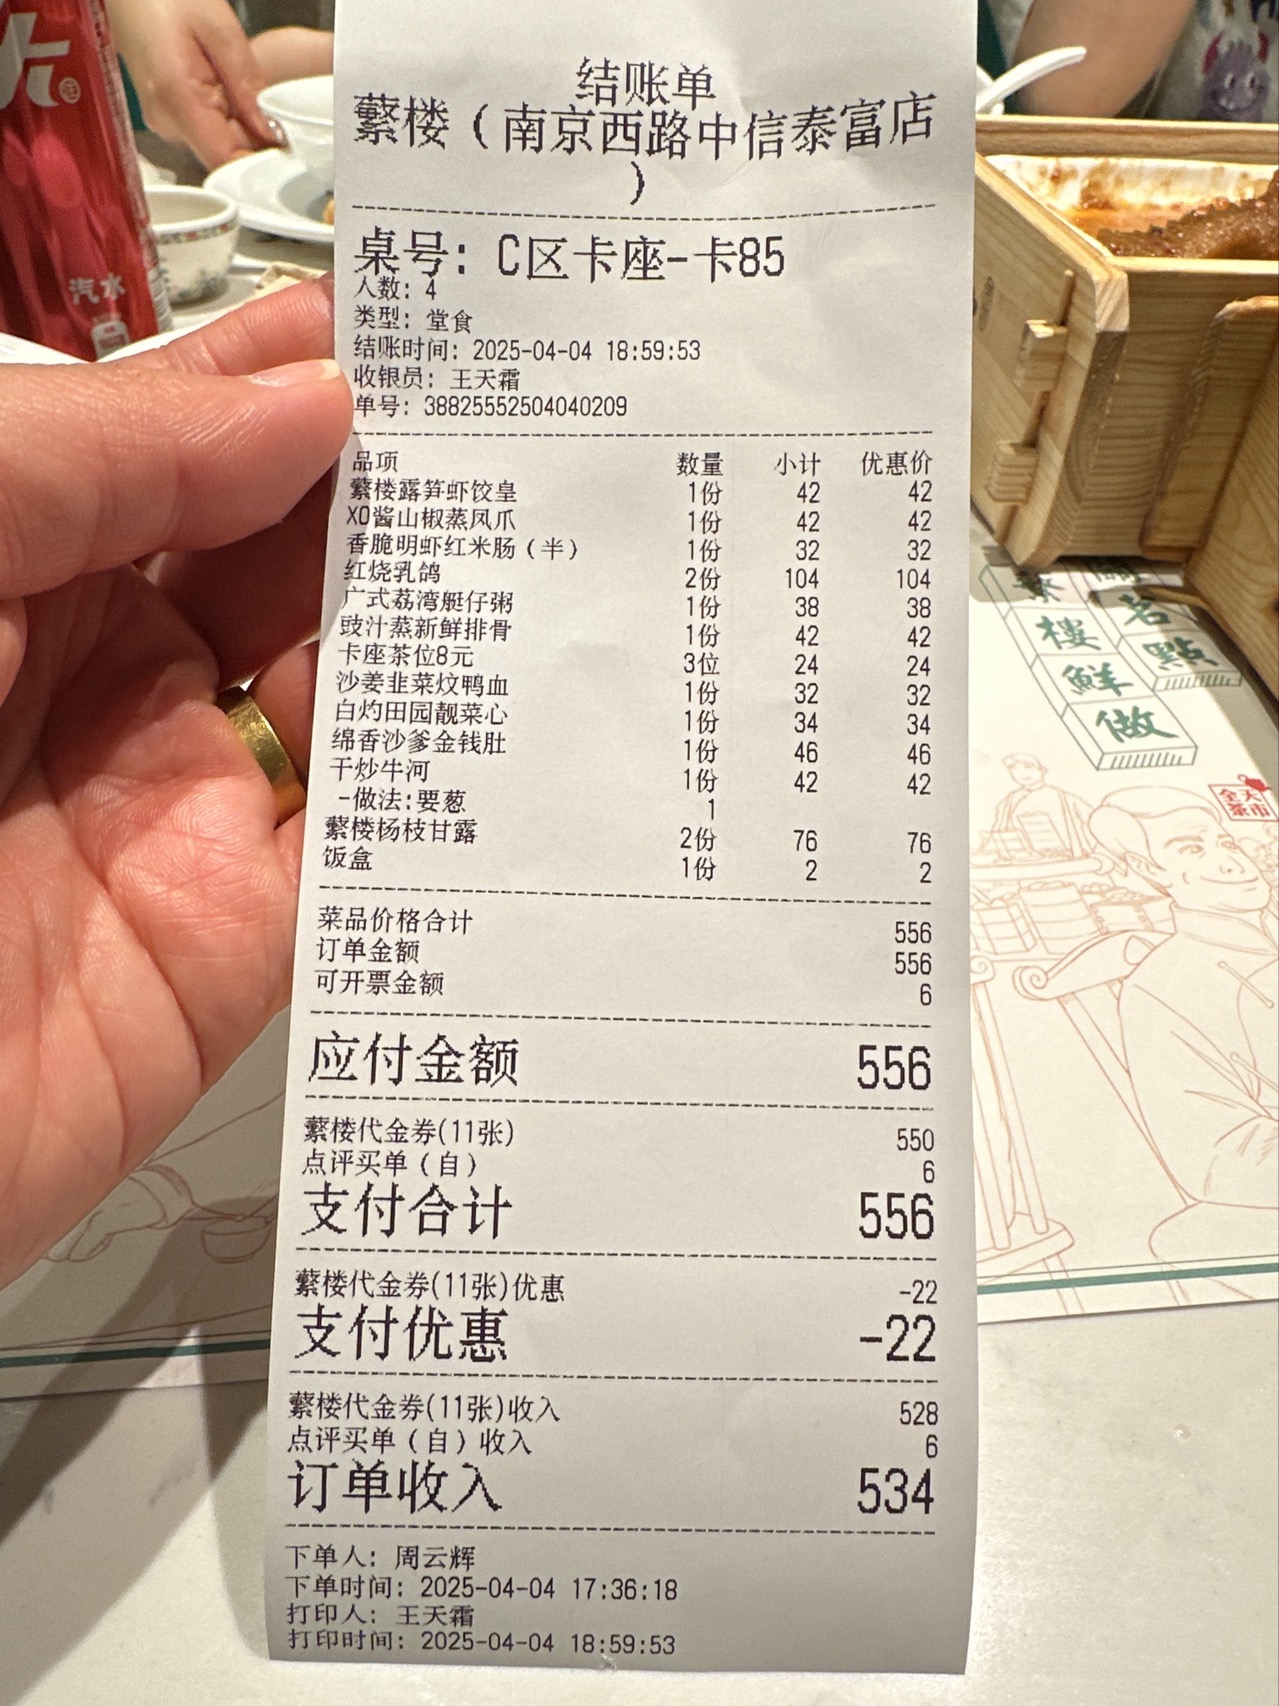 结账单
蘩楼（南京西路中信泰富店
）
桌号: C区卡座-卡85
人数: 4
类型: 堂食
结账时间: 2025-04-04 18:59:53
收银员: 王天霜
单号: 38825552504040209
品项 数量 小计 优惠价
蘩楼露笋虾饺皇 1份 42 42
XO酱山椒蒸凤爪 1份 42 42
香脆明虾红米肠（半） 1份 32 32
红烧乳鸽 2份 104 104
广式荔湾艇仔粥 1份 38 38
豉汁蒸新鲜排骨 1份 42 42
卡座茶位8元 3位 24 24
沙姜韭菜炆鸭血 1份 32 32
白灼田园靓菜心 1份 34 34
绵香沙爹金钱肚 1份 46 46
干炒牛河 1份 42 42
-做法:要葱 1
蘩楼杨枝甘露 2份 76 76
饭盒 1份 2 2
菜品价格合计 556
订单金额 556
可开票金额 6
应付金额 556
蘩楼代金券(11张) 550
点评买单（自） 6
支付合计 556
蘩楼代金券(11张)优惠 -22
支付优惠 -22
蘩楼代金券(11张)收入 528
点评买单（自）收入 6
订单收入 534
下单人: 周云辉
下单时间: 2025-04-04 17:36:18
打印人: 王天霜
打印时间: 2025-04-04 18:59:53
汽水
樓 名
鮮 點
做
全天
茶市